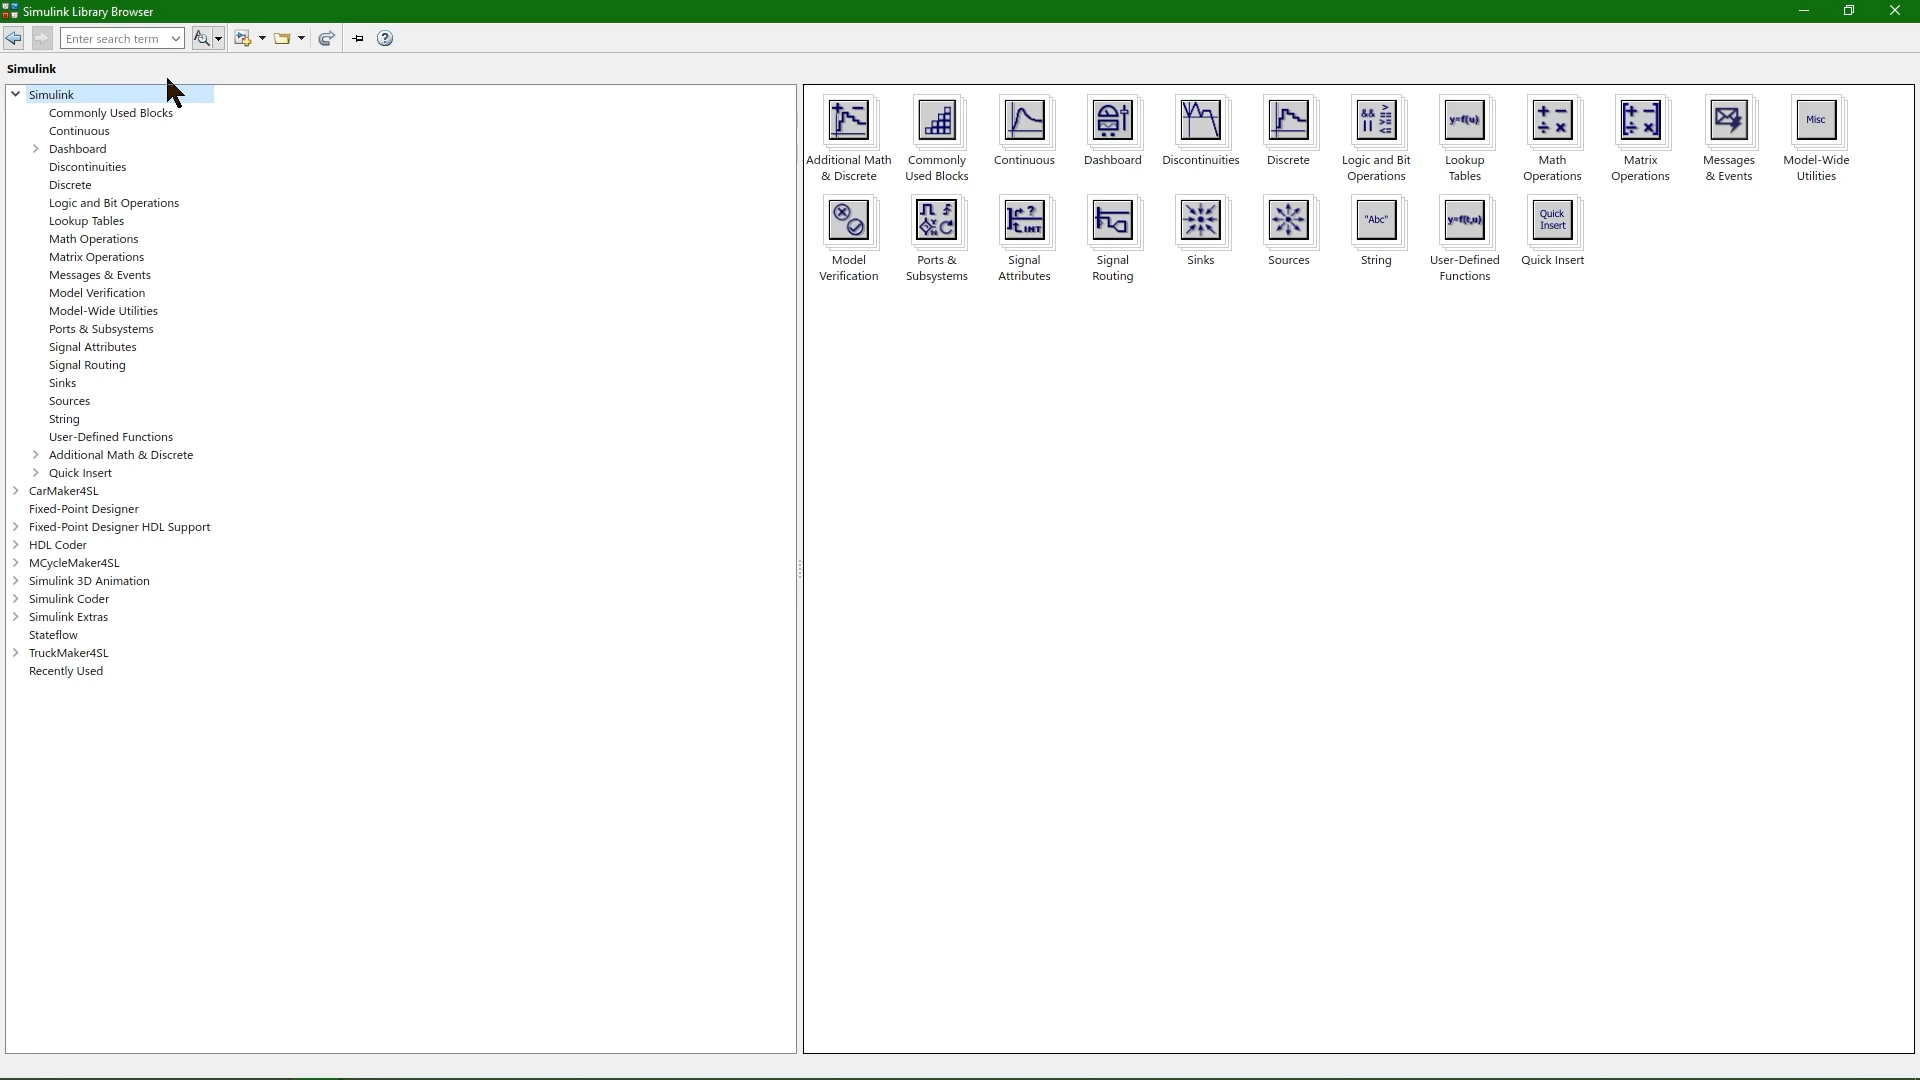 Simulink Library Browser
Enter search term
Simulink
Simulink
Commonly Used Blocks
Continuous
Dashboard
Discontinuities
Discrete
Logic and Bit Operations
Lookup Tables
Math Operations
Matrix Operations
Messages & Events
Model Verification
Model-Wide Utilities
Ports & Subsystems
Signal Attributes
Signal Routing
Sinks
Sources
String
User-Defined Functions
Additional Math & Discrete
Quick Insert
CarMaker4SL
Fixed-Point Designer
Fixed-Point Designer HDL Support
HDL Coder
MCycleMaker4SL
Simulink 3D Animation
Simulink Coder
Simulink Extras
Stateflow
TruckMaker4SL
Recently Used
Additional Math
& Discrete
Commonly
Used Blocks
Continuous
Dashboard
Discontinuities
Discrete
Logic and Bit
Operations
y=f(u)
Lookup
Tables
Math
Operations
Matrix
Operations
Messages
& Events
Misc
Model-Wide
Utilities
Model
Verification
Ports &
Subsystems
Signal
Attributes
Signal
Routing
Sinks
Sources
"Abc"
String
y=f(t,u)
User-Defined
Functions
Quick
Insert
Quick Insert